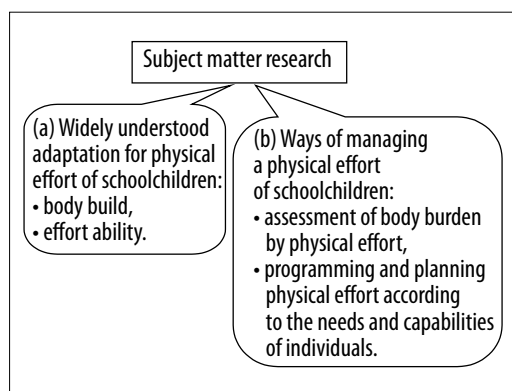 Subject matter research
(a) Widely understood
adaptation for physical
effort of schoolchildren:
• body build,
• effort ability.
(b) Ways of managing
a physical effort
of schoolchildren:
• assessment of body burden
by physical effort,
• programming and planning
physical effort according
to the needs and capabilities
of individuals.